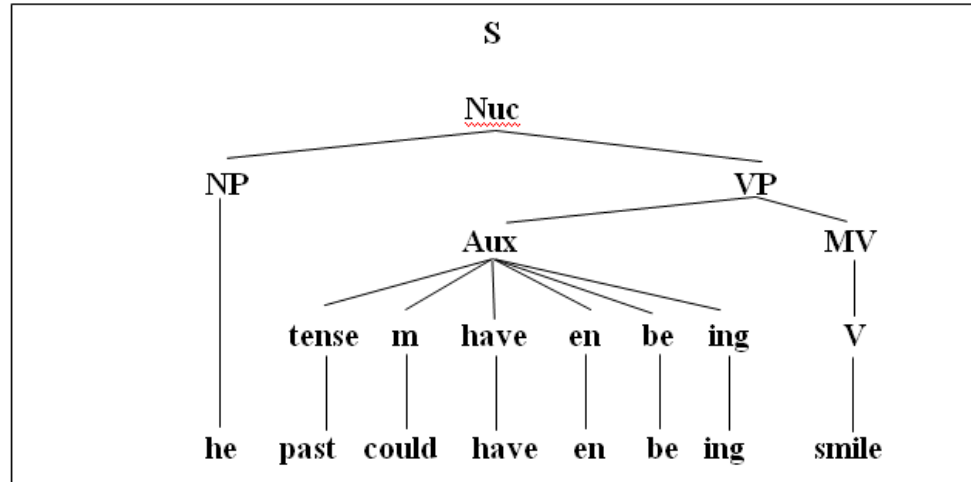 S
Nuc
NP VP
Aux MV
tense m have en be ing V
he past could have en be ing smile